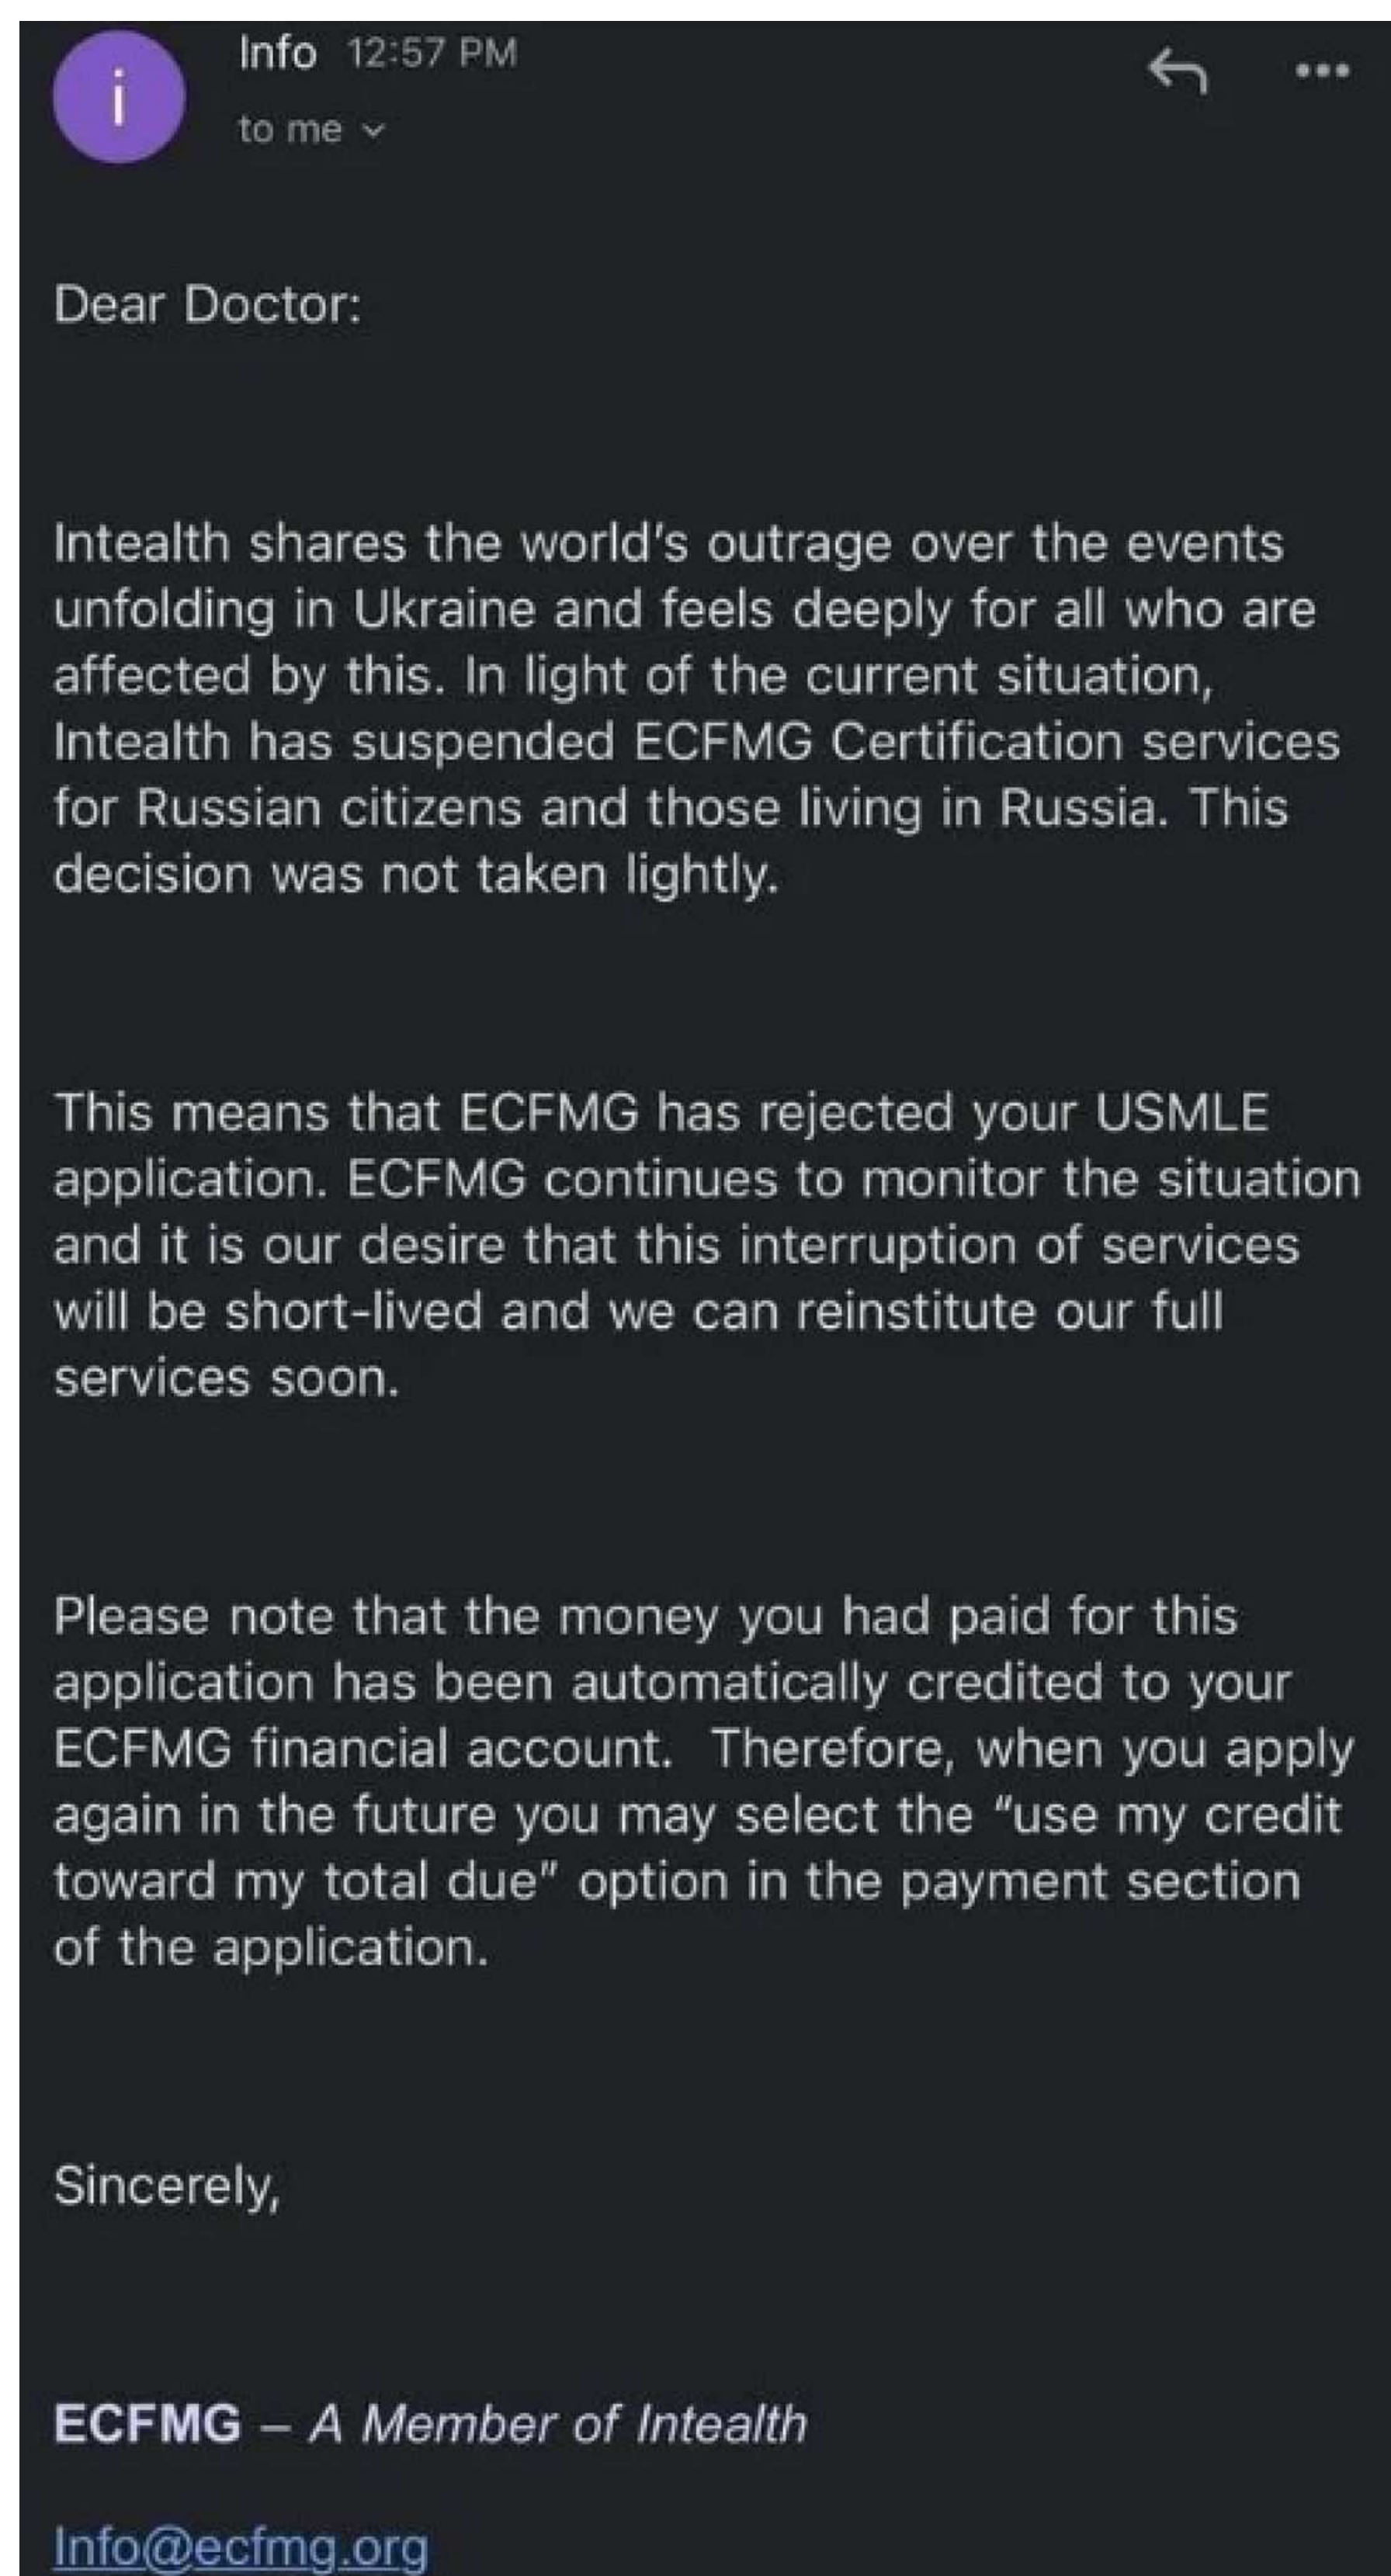 i
Info 12:57 PM
to me
Dear Doctor:
Intealth shares the world's outrage over the events
unfolding in Ukraine and feels deeply for all who are
affected by this. In light of the current situation,
Intealth has suspended ECFMG Certification services
for Russian citizens and those living in Russia. This
decision was not taken lightly.
This means that ECFMG has rejected your USMLE
application. ECFMG continues to monitor the situation
and it is our desire that this interruption of services
will be short-lived and we can reinstitute our full
services soon.
Please note that the money you had paid for this
application has been automatically credited to your
ECFMG financial account.  Therefore, when you apply
again in the future you may select the “use my credit
toward my total due” option in the payment section
of the application.
Sincerely,
ECFMG – A Member of Intealth
Info@ecfmg.org